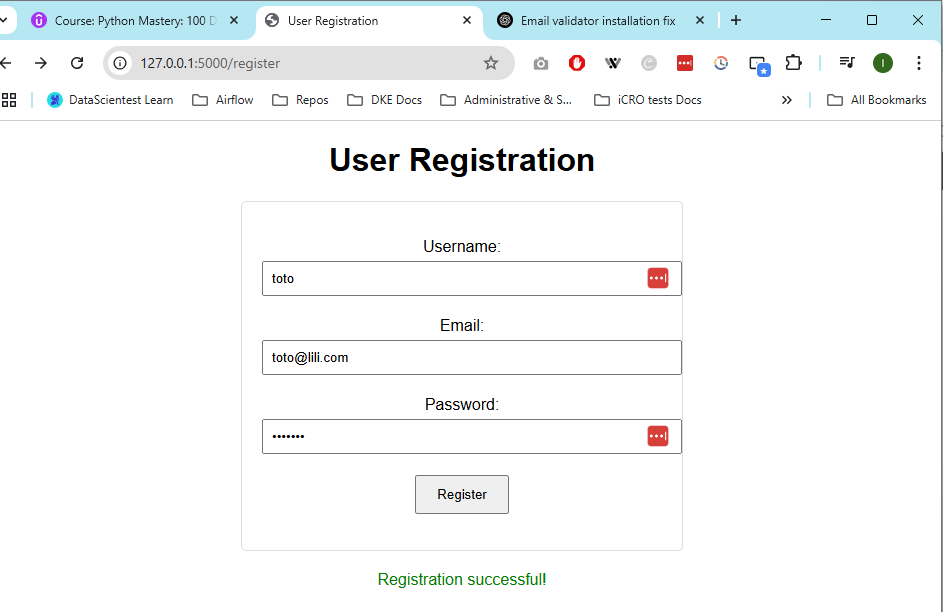 Course: Python Mastery: 100 D
User Registration
Email validator installation fix
127.0.0.1:5000/register
DataScientest Learn
Airflow
Repos
DKE Docs
Administrative & S...
iCRO tests Docs
All Bookmarks
User Registration
Username:
toto
Email:
toto@lili.com
Password:
•••••••
Register
Registration successful!